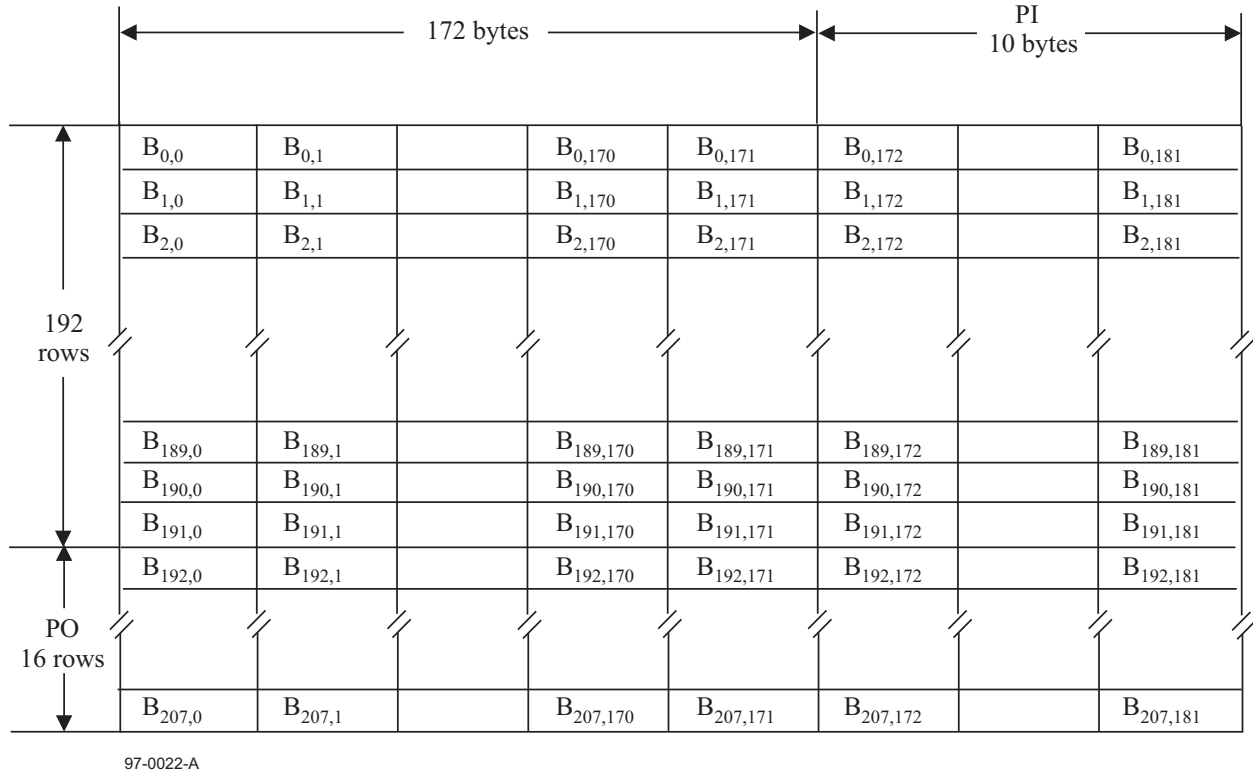 172 bytes PI
10 bytes
B0,0 B0,1 B0,170 B0,171 B0,172 B0,181
B1,0 B1,1 B1,170 B1,171 B1,172 B1,181
B2,0 B2,1 B2,170 B2,171 B2,172 B2,181
192
rows
B189,0 B189,1 B189,170 B189,171 B189,172 B189,181
B190,0 B190,1 B190,170 B190,171 B190,172 B190,181
B191,0 B191,1 B191,170 B191,171 B191,172 B191,181
B192,0 B192,1 B192,170 B192,171 B192,172 B192,181
PO
16 rows
B207,0 B207,1 B207,170 B207,171 B207,172 B207,181
97-0022-A